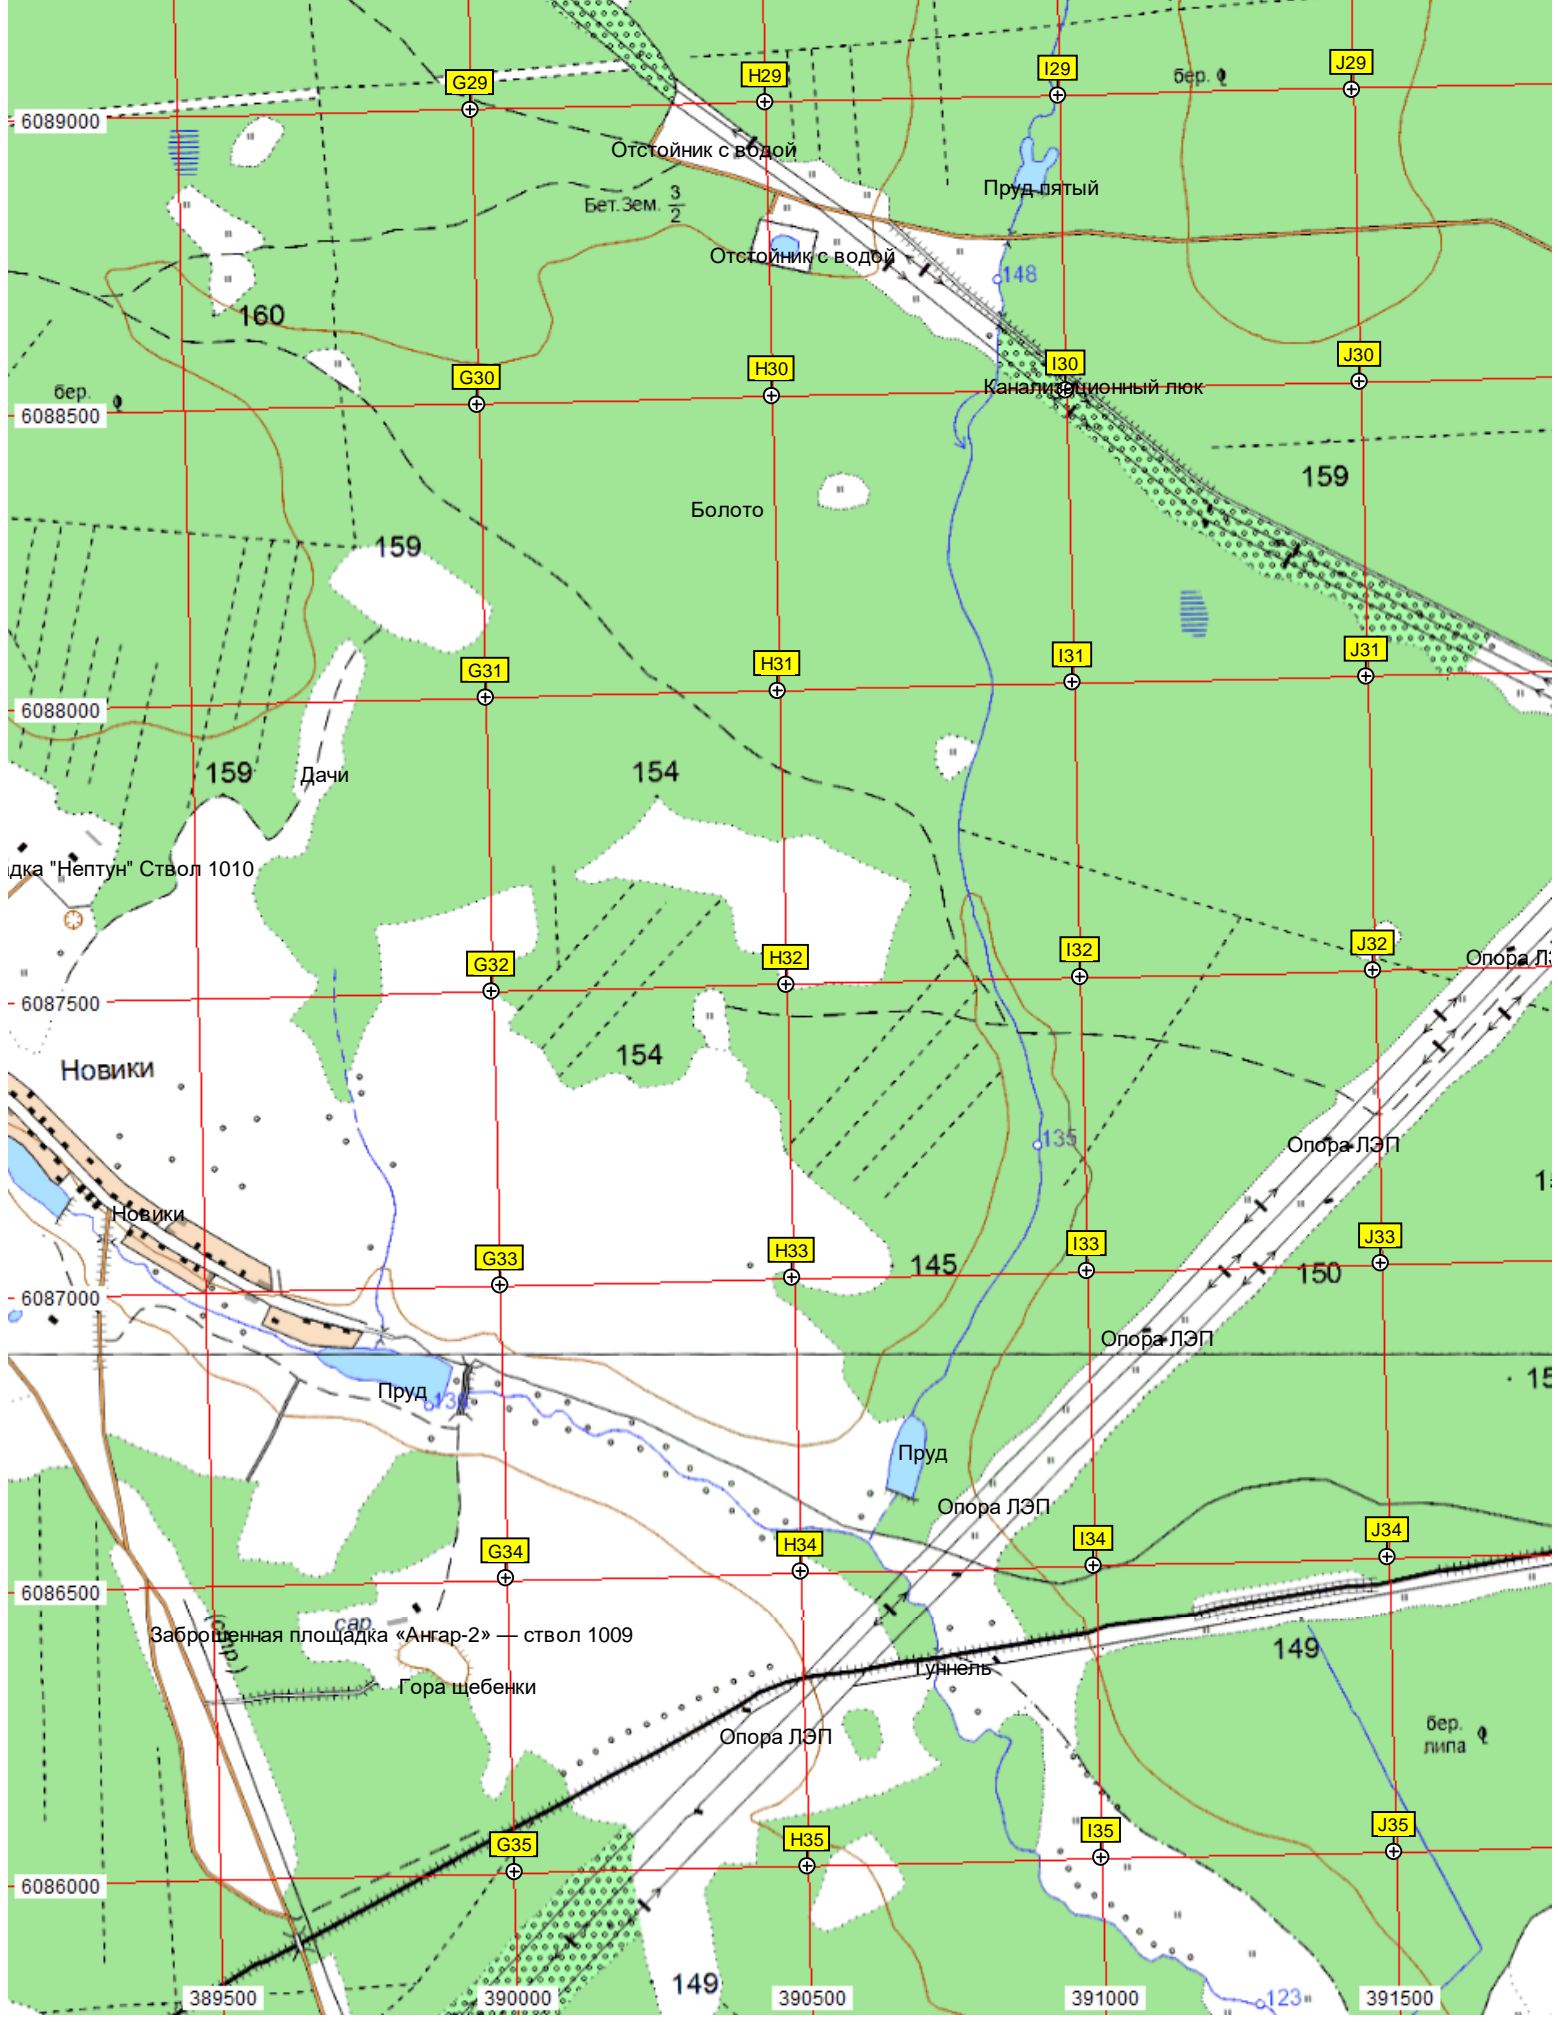 G29
H29
I29
J29
бер.
6089000
Отстойник с водой
Пруд пятый
Бет.Зем. 3/2
Отстойник с водой
148
160
G30
H30
I30
J30
Канализационный люк
бер.
6088500
159
Болото
159
G31
H31
I31
J31
6088000
159
Дачи
154
дка "Нептун" Ствол 1010
G32
H32
I32
J32
Опора
6087500
154
Новики
135
Опора ЛЭП
Новики
G33
H33
I33
J33
145
150
6087000
Опора ЛЭП
Пруд
136
15
Пруд
Опора ЛЭП
G34
H34
I34
J34
6086500
сар.
(стр.)
Заброшенная площадка «Ангар-2» — ствол 1009
149
Туннель
Гора щебенки
Опора ЛЭП
бер.
липа
G35
H35
I35
J35
6086000
149
389500
390000
390500
391000
391500
123